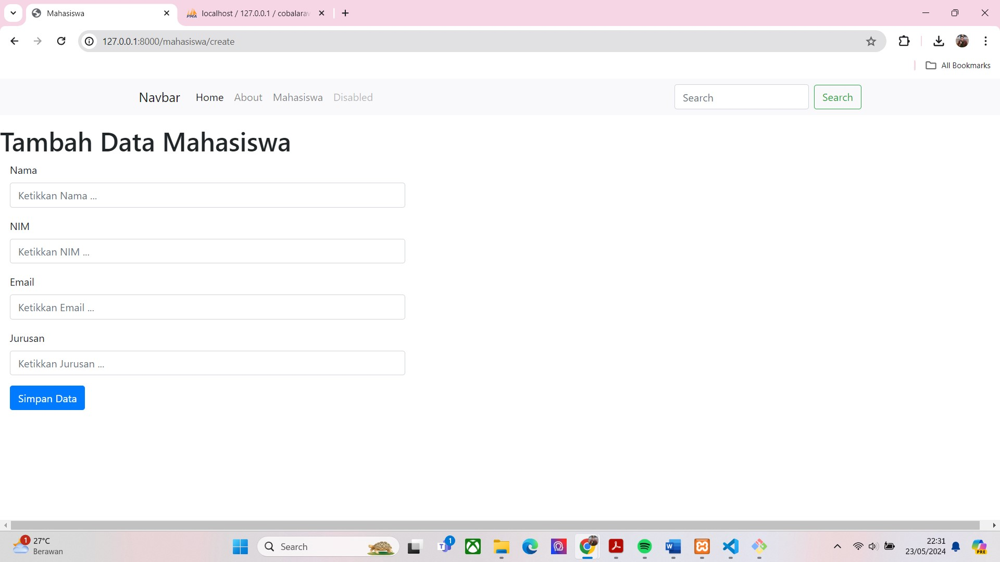 Mahasiswa
localhost / 127.0.0.1 / cobalarav
127.0.0.1:8000/mahasiswa/create
All Bookmarks
Navbar Home About Mahasiswa Disabled Search Search
Tambah Data Mahasiswa
Nama
Ketikkan Nama ...
NIM
Ketikkan NIM ...
Email
Ketikkan Email ...
Jurusan
Ketikkan Jurusan ...
Simpan Data
1
27°C
Berawan
Search
1
22:31
23/05/2024
PRE